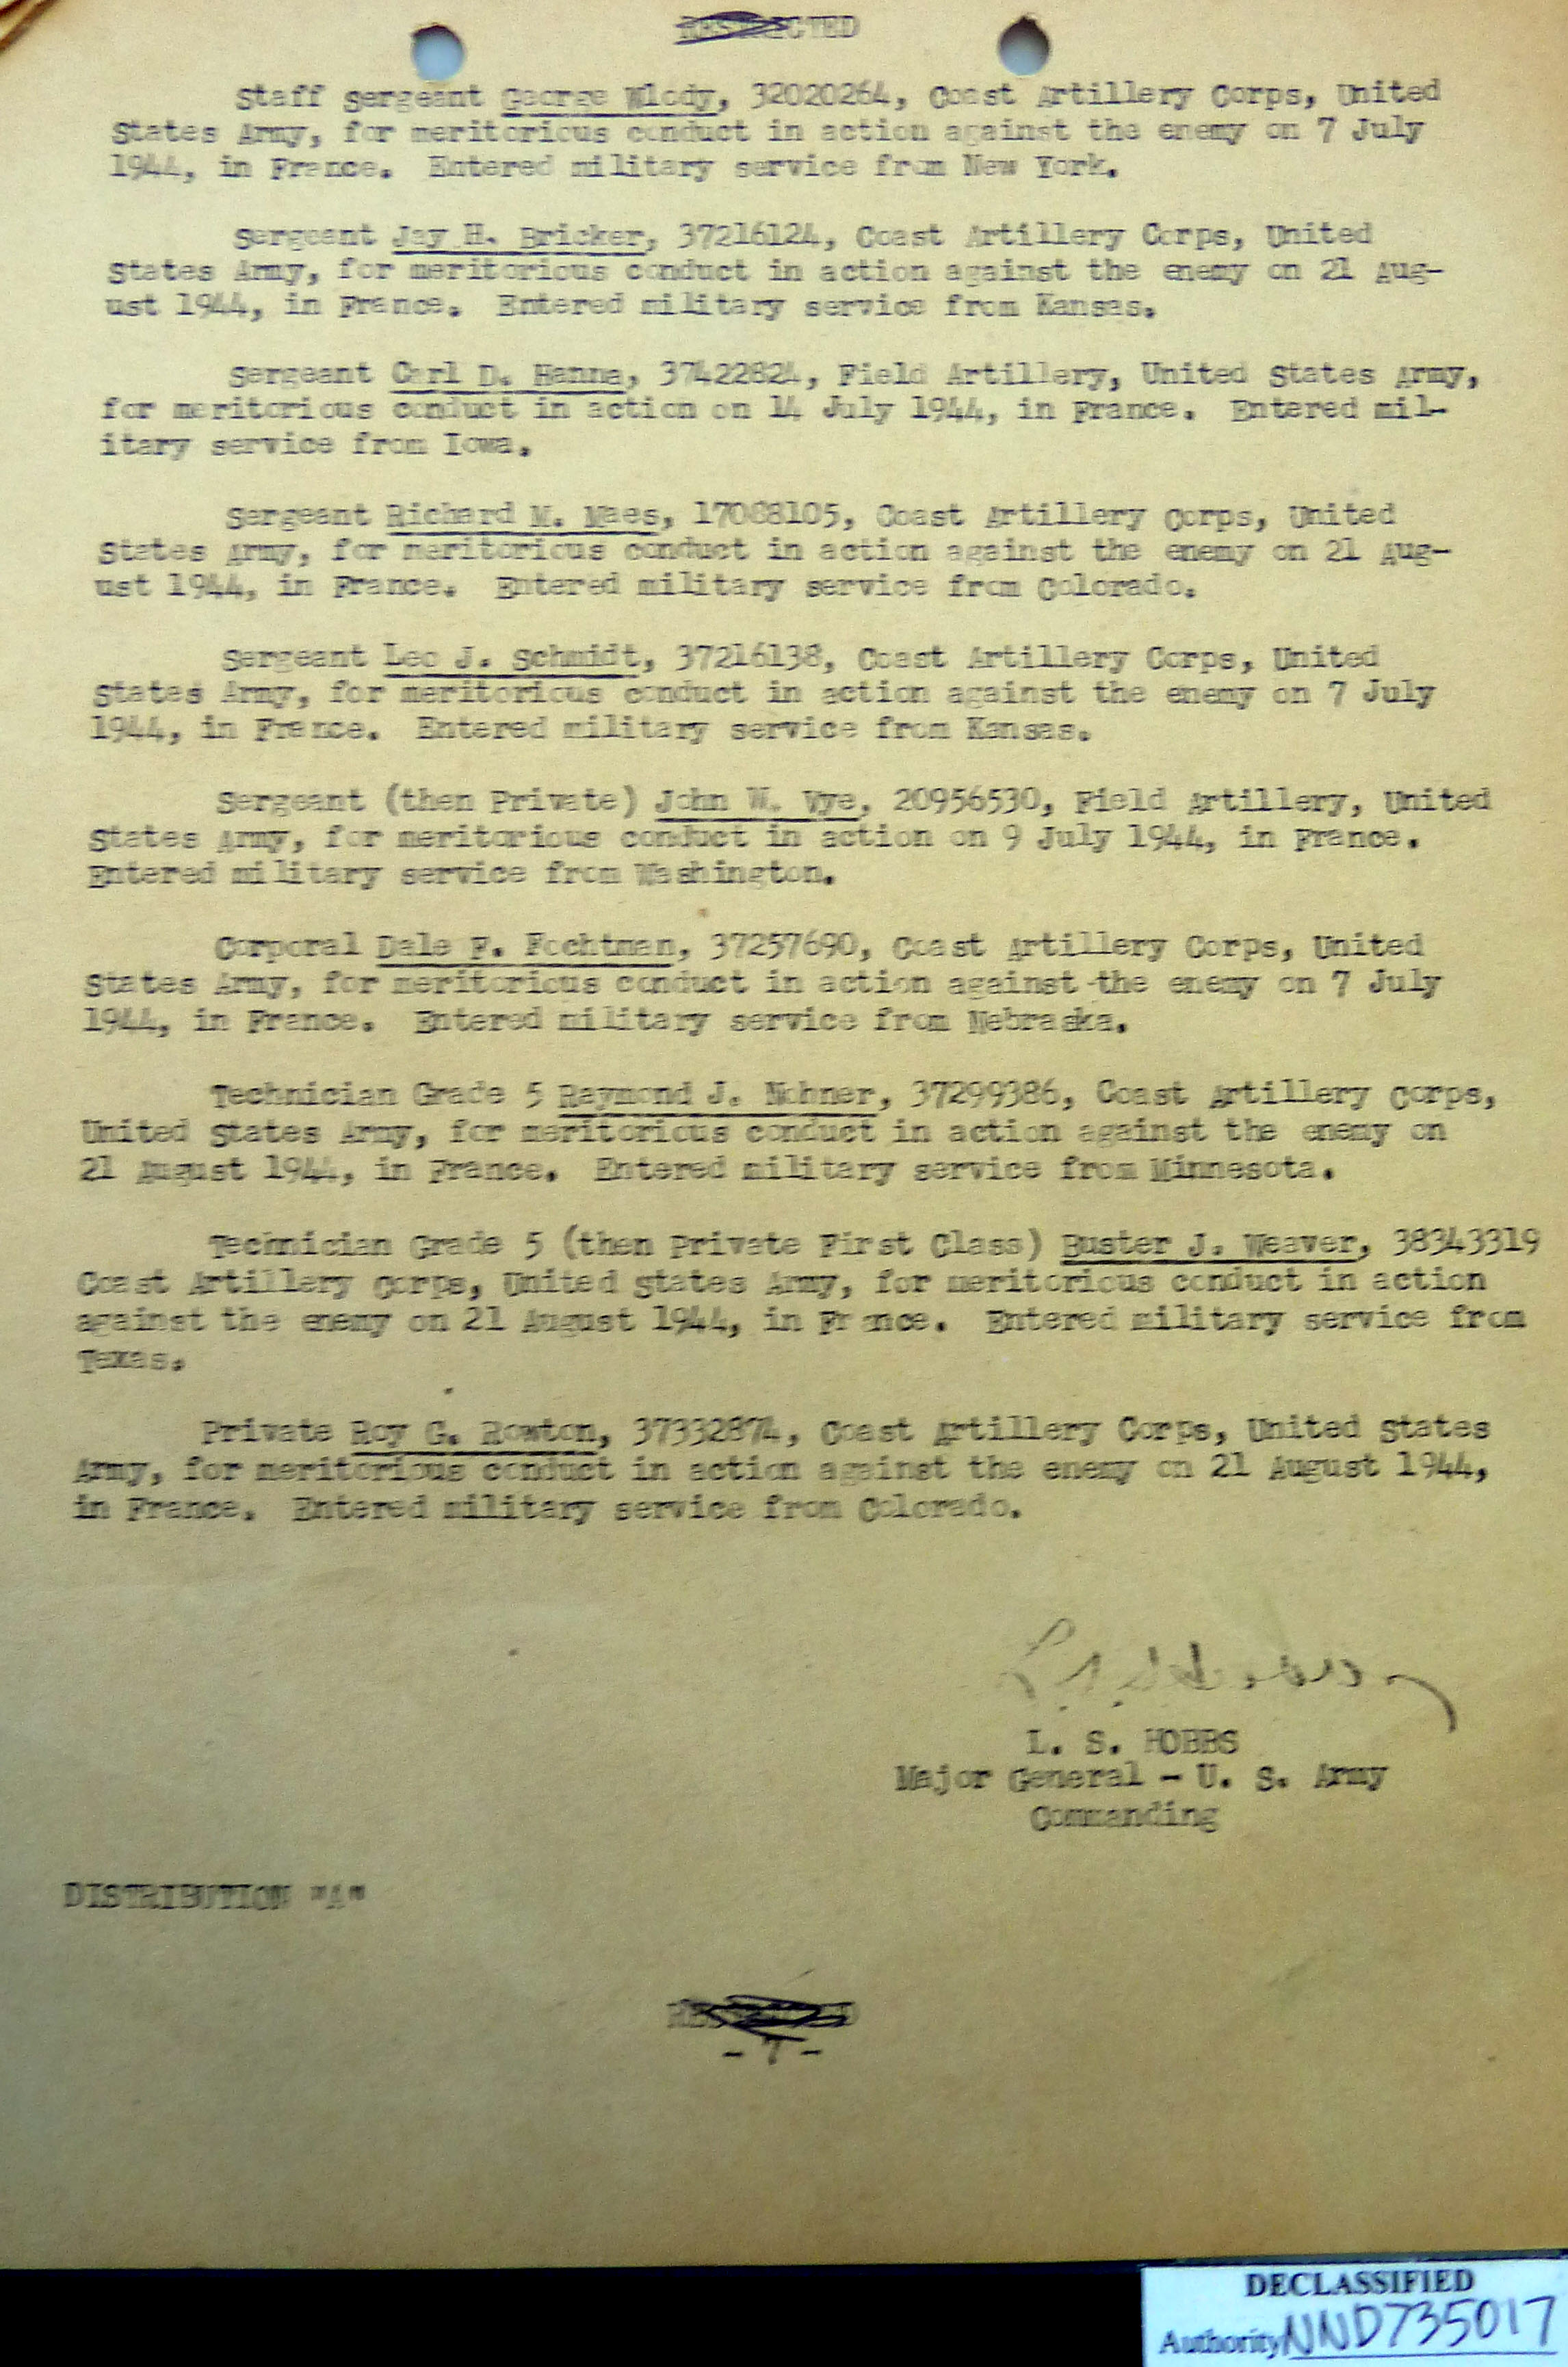 RESTRICTED
Staff Sergeant George Wlody, 32020264, Coast Artillery Corps, United
States Army, for meritorious conduct in action against the enemy on 7 July
1944, in France. Entered military service from New York.
Sergeant Jay H. Bricker, 37216124, Coast Artillery Corps, United
States Army, for meritorious conduct in action against the enemy on 21 Aug-
ust 1944, in France. Entered military service from Kansas.
Sergeant Carl D. Hanna, 37422824, Field Artillery, United States Army,
for meritorious conduct in action on 14 July 1944, in France. Entered mil-
itary service from Iowa.
Sergeant Richard M. Maes, 17088105, Coast Artillery Corps, United
States Army, for meritorious conduct in action against the enemy on 21 Aug-
ust 1944, in France. Entered military service from Colorado.
Sergeant Leo J. Schmidt, 37216138, Coast Artillery Corps, United
States Army, for meritorious conduct in action against the enemy on 7 July
1944, in France. Entered military service from Kansas.
Sergeant (then Private) John W. Vye, 20956530, Field Artillery, United
States Army, for meritorious conduct in action on 9 July 1944, in France.
Entered military service from Washington.
Corporal Dale F. Fochtman, 37257690, Coast Artillery Corps, United
States Army, for meritorious conduct in action against the enemy on 7 July
1944, in France. Entered military service from Nebraska.
Technician Grade 5 Raymond J. Nohner, 37299386, Coast Artillery Corps,
United States Army, for meritorious conduct in action against the enemy on
21 August 1944, in France. Entered military service from Minnesota.
Technician Grade 5 (then Private First Class) Buster J. Weaver, 38343319
Coast Artillery Corps, United States Army, for meritorious conduct in action
against the enemy on 21 August 1944, in France. Entered military service from
Texas.
Private Roy G. Rowton, 37332874, Coast Artillery Corps, United States
Army, for meritorious conduct in action against the enemy on 21 August 1944,
in France. Entered military service from Colorado.
L. S. HOBBS
Major General - U. S. Army
Commanding
DISTRIBUTION "A"
RESTRICTED
- 7 -
DECLASSIFIED
Authority NND735017